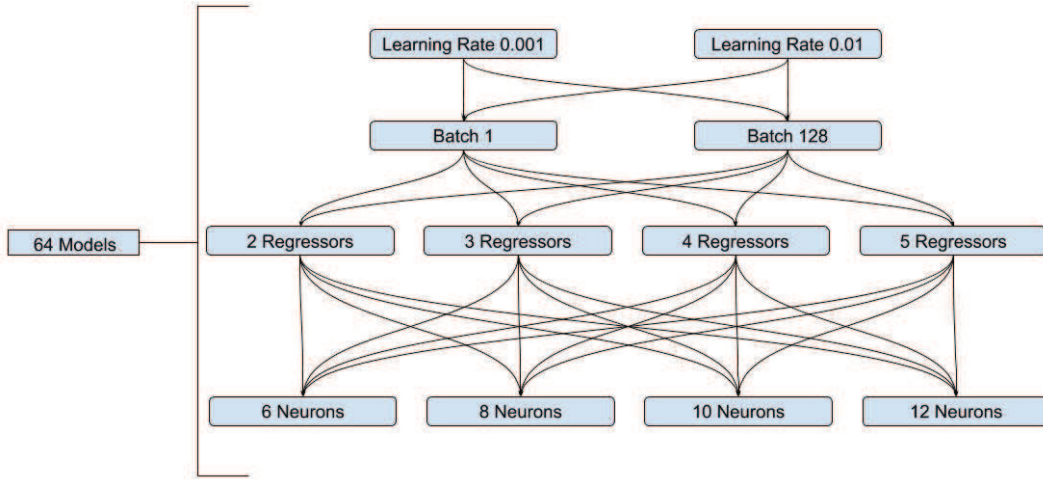 Learning Rate 0.001
Learning Rate 0.01
Batch 1
Batch 128
64 Models
2 Regressors
3 Regressors
4 Regressors
5 Regressors
6 Neurons
8 Neurons
10 Neurons
12 Neurons